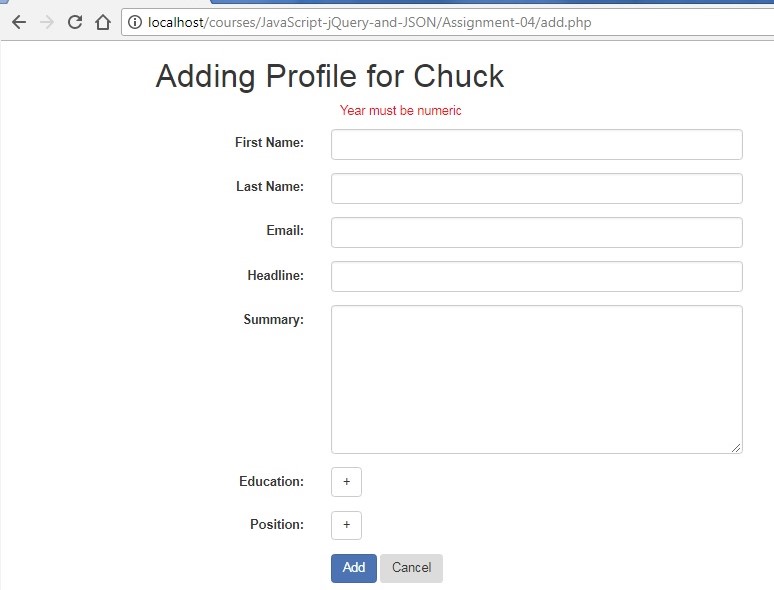 localhost/courses/JavaScript-jQuery-and-JSON/Assignment-04/add.php
Adding Profile for Chuck
Year must be numeric
First Name:
Last Name:
Email:
Headline:
Summary:
Education: +
Position: +
Add Cancel